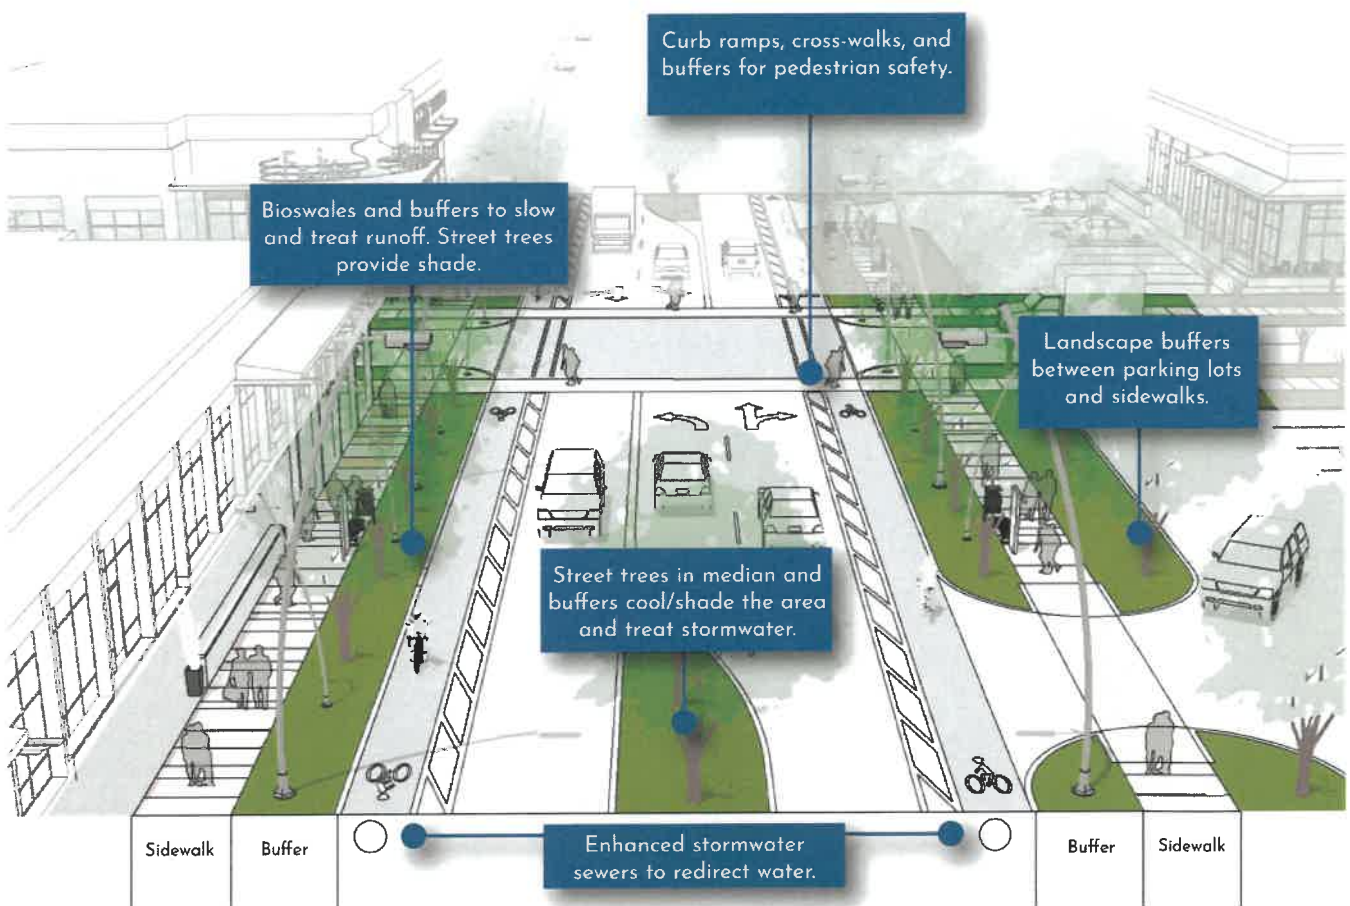 Curb ramps, cross-walks, and
buffers for pedestrian safety.
Bioswales and buffers to slow
and treat runoff. Street trees
provide shade.
Landscape buffers
between parking lots
and sidewalks.
Street trees in median and
buffers cool/shade the area
and treat stormwater.
Enhanced stormwater
sewers to redirect water.
Sidewalk
Buffer
Buffer
Sidewalk